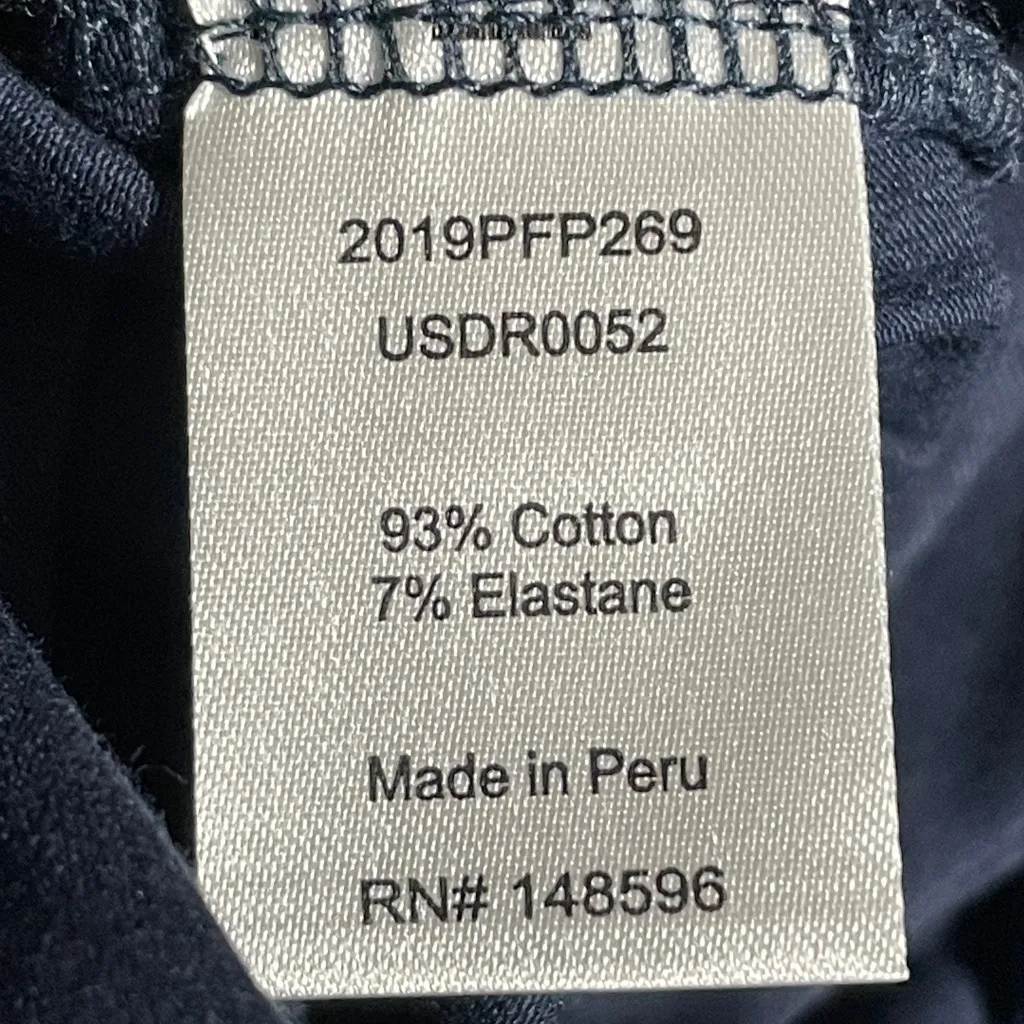 2019PFP269
USDR0052
93% Cotton
7% Elastane
Made in Peru
RN# 148596